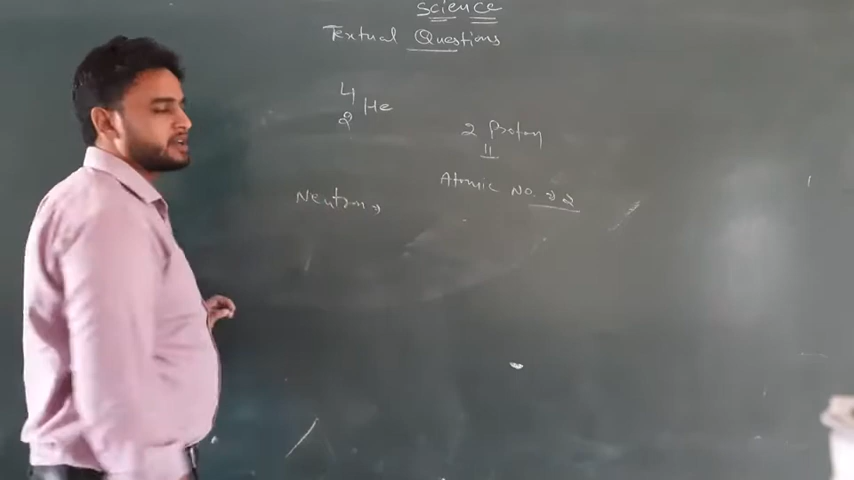 Science
Textual Questions
4
2 He
2 Proton
Atomic No. → 2
Neutron →